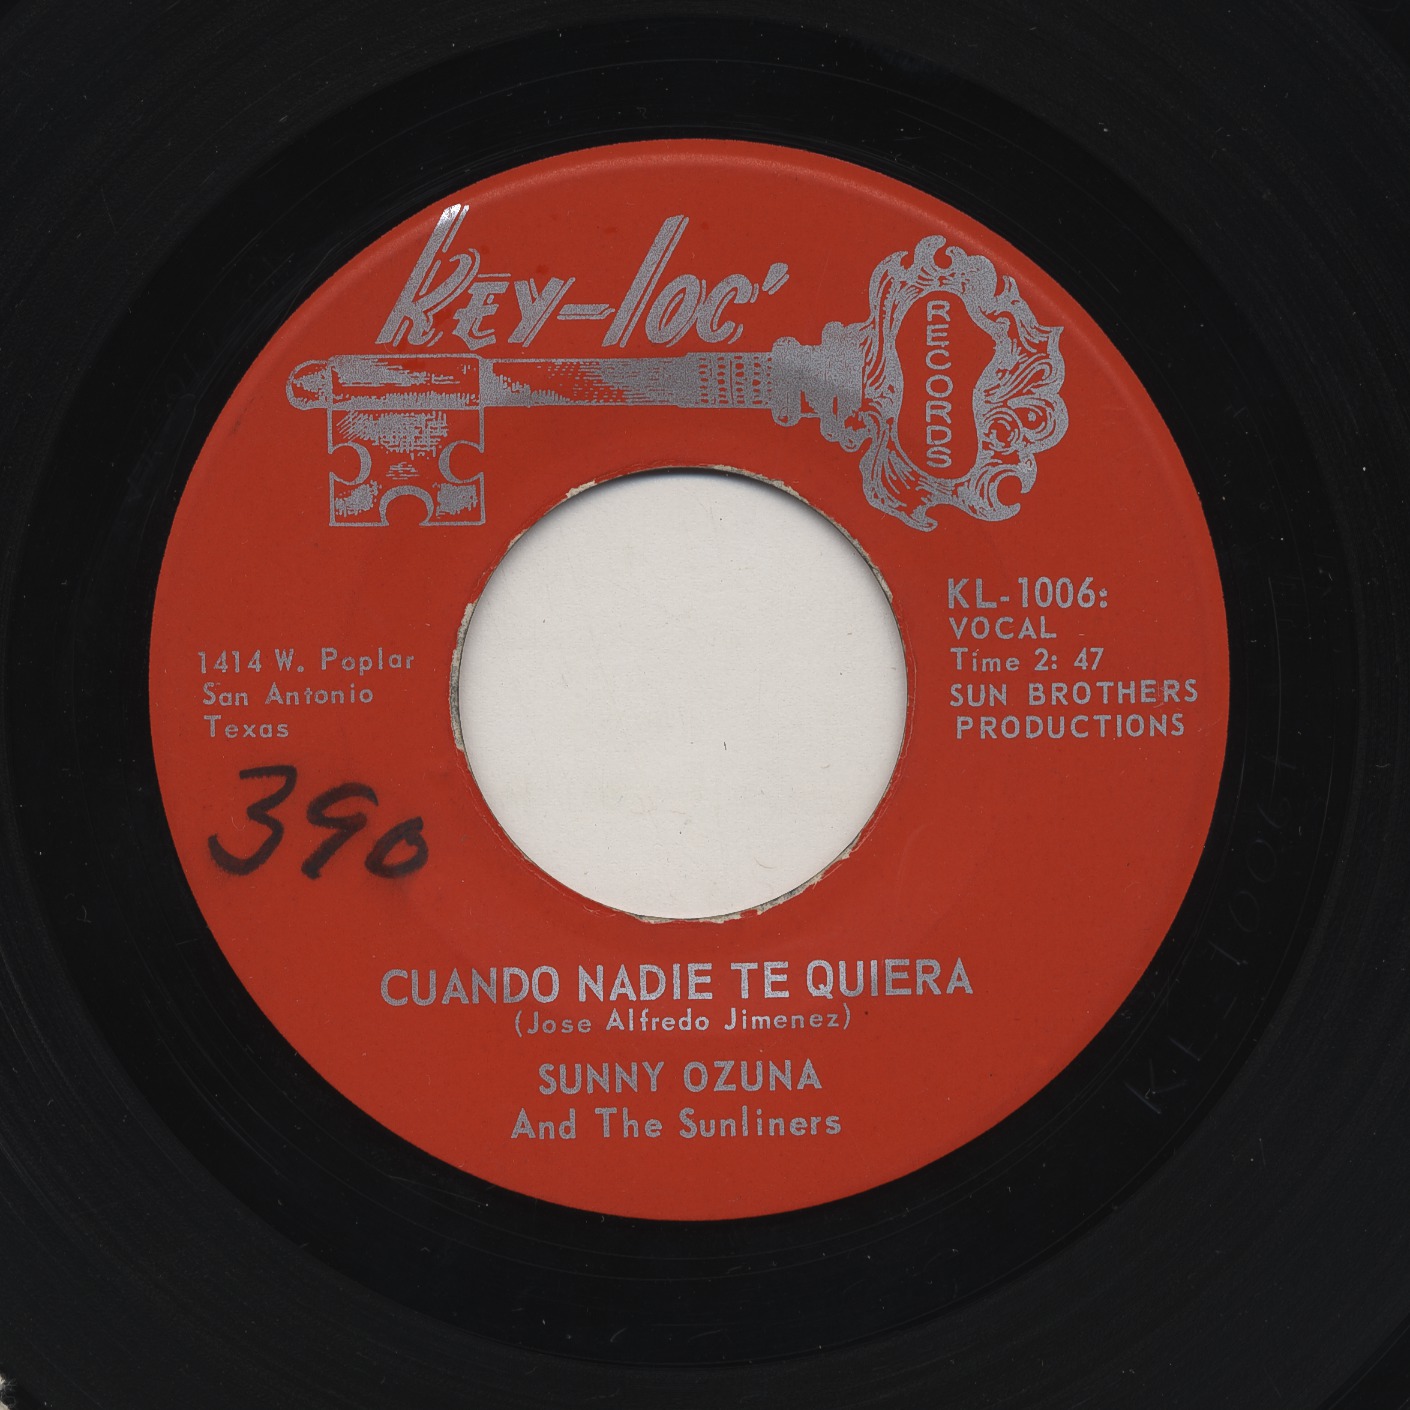 Key-loc'
RECORDS
KL-1006:
VOCAL
Time 2: 47
SUN BROTHERS
PRODUCTIONS
1414 W. Poplar
San Antonio
Texas
390
CUANDO NADIE TE QUIERA
(Jose Alfredo Jimenez)
SUNNY OZUNA
And The Sunliners